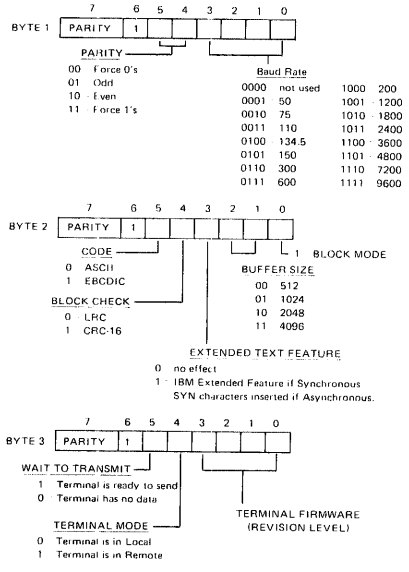 7 6 5 4 3 2 1 0
BYTE 1 PARITY 1
PARITY
00 Force 0's
01 Odd
10 Even
11 Force 1's
Baud Rate
0000 not used 1000 200
0001 50 1001 1200
0010 75 1010 1800
0011 110 1011 2400
0100 134.5 1100 3600
0101 150 1101 4800
0110 300 1110 7200
0111 600 1111 9600
7 6 5 4 3 2 1 0
BYTE 2 PARITY 1
CODE
0 ASCII
1 EBCDIC
BLOCK CHECK
0 LRC
1 CRC-16
1 BLOCK MODE
BUFFER SIZE
00 512
01 1024
10 2048
11 4096
EXTENDED TEXT FEATURE
0 no effect
1 IBM Extended Feature if Synchronous
SYN characters inserted if Asynchronous.
7 6 5 4 3 2 1 0
BYTE 3 PARITY 1
WAIT TO TRANSMIT
1 Terminal is ready to send
0 Terminal has no data
TERMINAL MODE
0 Terminal is in Local
1 Terminal is in Remote
TERMINAL FIRMWARE
(REVISION LEVEL)